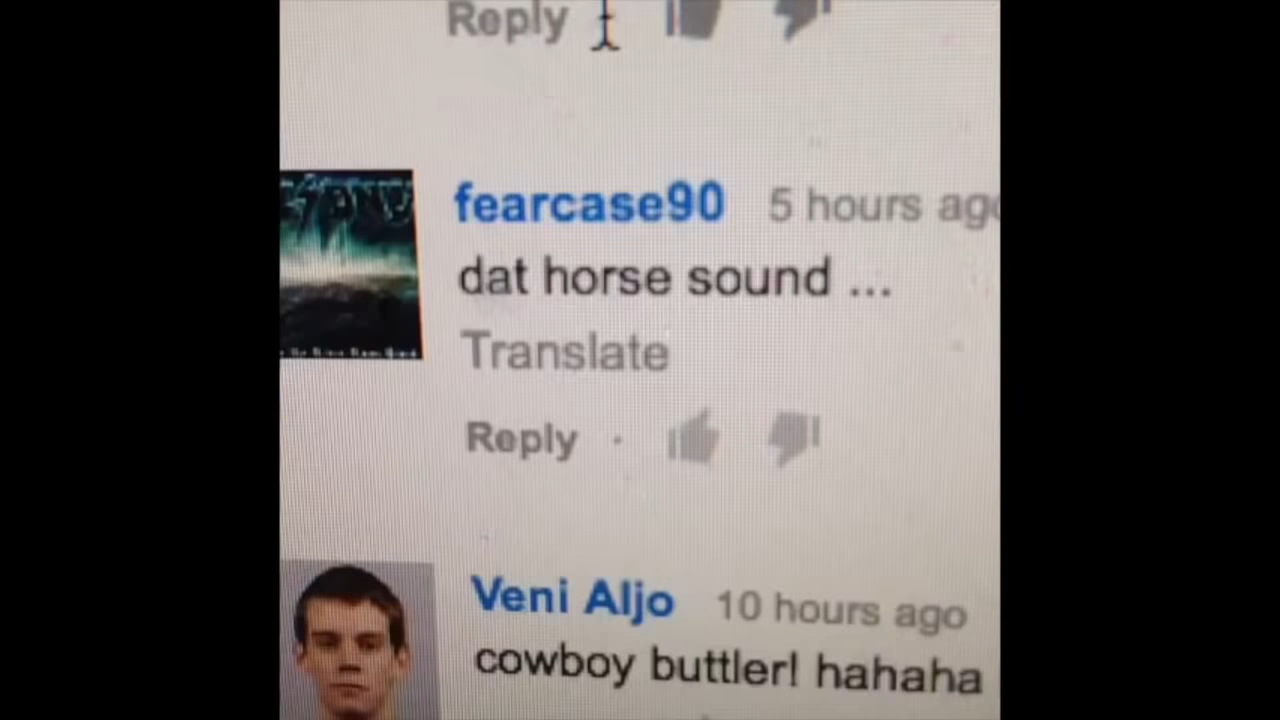 Reply
fearcase90 5 hours ago
dat horse sound ...
Translate
Reply ·
Veni Aljo 10 hours ago
cowboy buttler! hahaha